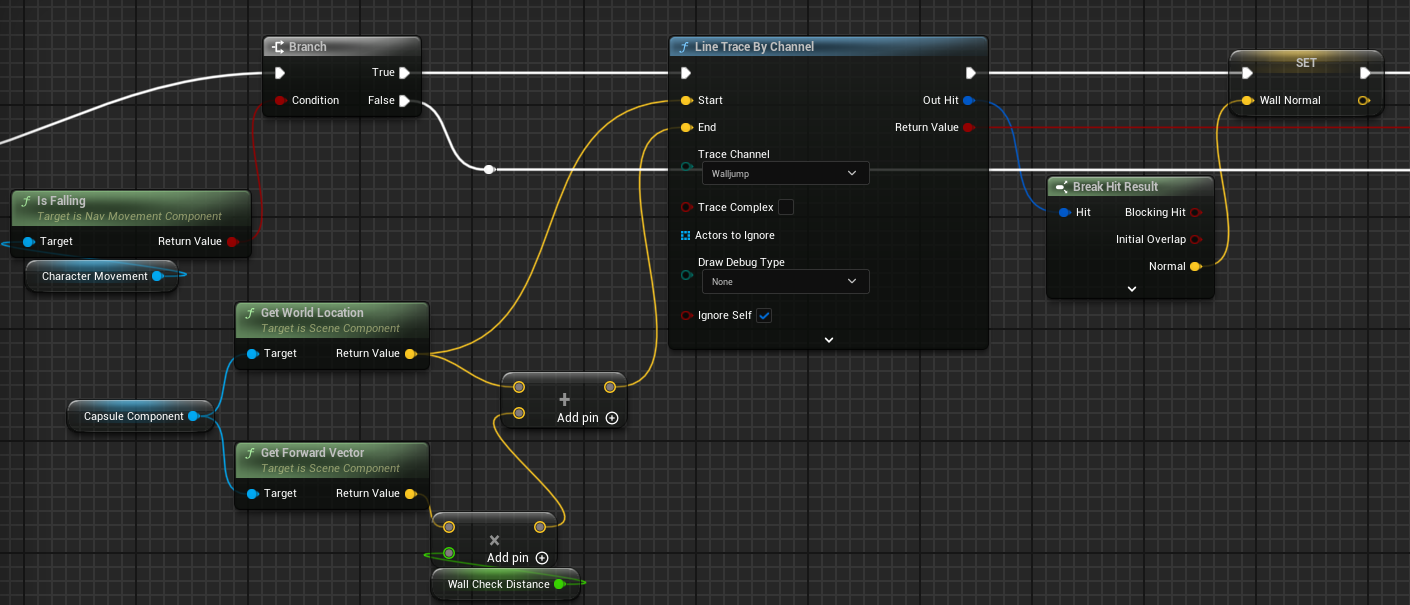 Branch
True
Condition
False
Is Falling
Target is Nav Movement Component
Target
Return Value
Character Movement
Get World Location
Target is Scene Component
Target
Return Value
Capsule Component
Get Forward Vector
Target is Scene Component
Target
Return Value
+
Add pin
×
Add pin
Wall Check Distance
Line Trace By Channel
Start
Out Hit
End
Return Value
Trace Channel
Walljump
Trace Complex
Actors to Ignore
Draw Debug Type
None
Ignore Self
Break Hit Result
Hit
Blocking Hit
Initial Overlap
Normal
SET
Wall Normal